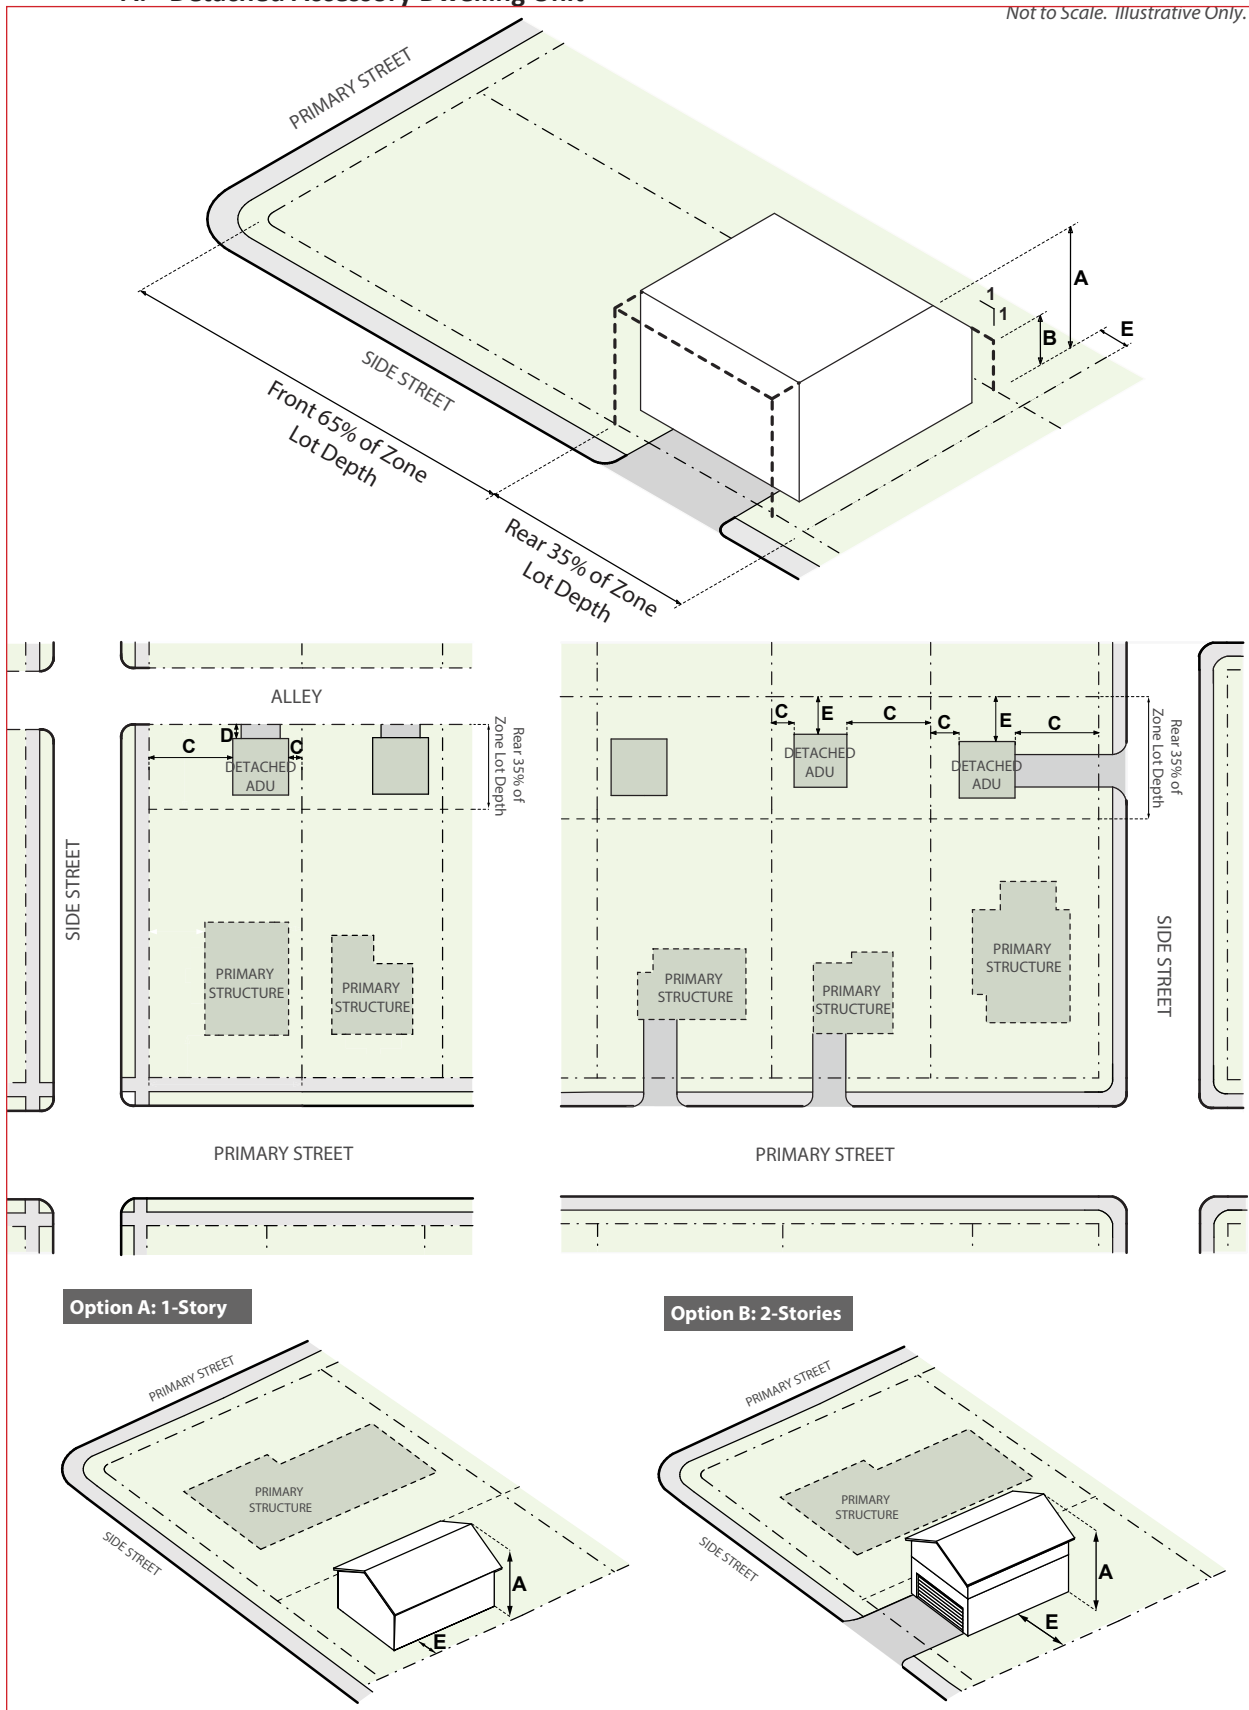 Detached Accessory Dwelling Unit
Not to Scale. Illustrative Only.
PRIMARY STREET
SIDE STREET
Front 65% of Zone
Lot Depth
Rear 35% of Zone
Lot Depth
A
1
1
B
E
ALLEY
D
C
C
DETACHED
ADU
Rear 35% of
Zone Lot Depth
SIDE STREET
PRIMARY
STRUCTURE
PRIMARY
STRUCTURE
PRIMARY STREET
C
E
C
C
E
C
DETACHED
ADU
DETACHED
ADU
Rear 35% of
Zone Lot Depth
PRIMARY
STRUCTURE
PRIMARY
STRUCTURE
PRIMARY
STRUCTURE
SIDE STREET
PRIMARY STREET
Option A: 1-Story
PRIMARY STREET
PRIMARY
STRUCTURE
SIDE STREET
A
E
Option B: 2-Stories
PRIMARY STREET
PRIMARY
STRUCTURE
SIDE STREET
A
E